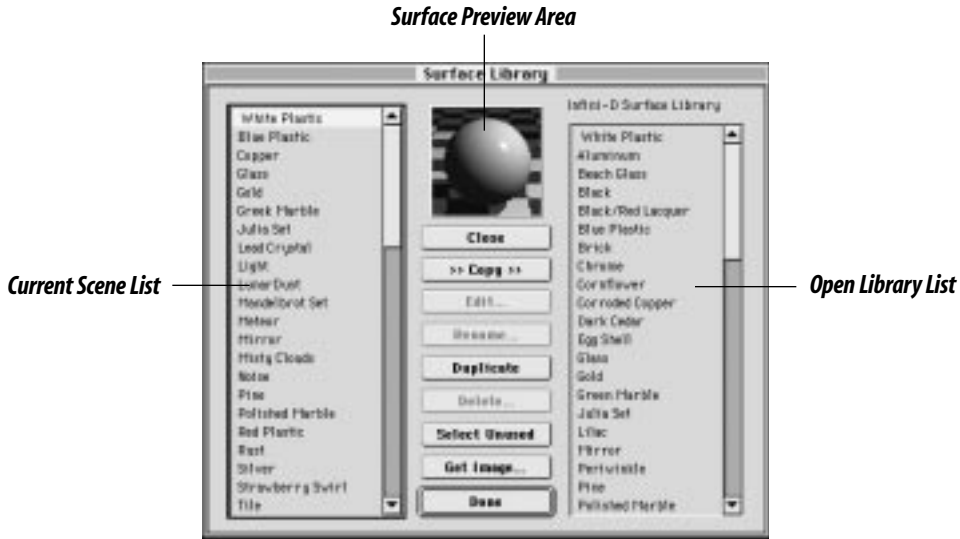 Surface Preview Area
Surface Library
White Plastic
Blue Plastic
Copper
Glass
Gold
Greek Marble
Julia Set
Lead Crystal
Light
Lunar Dust
Mandelbrot Set
Meteor
Mirror
Misty Clouds
Noise
Pine
Polished Marble
Red Plastic
Rust
Silver
Strawberry Swirl
Tile
Current Scene List
Close
>> Copy >>
Edit...
Rename...
Duplicate
Delete...
Select Unused
Get Image...
Done
Infini-D Surface Library
White Plastic
Aluminum
Beach Glass
Black
Black/Red Lacquer
Blue Plastic
Brick
Chrome
Cornflower
Corroded Copper
Dark Cedar
Egg Shell
Glass
Gold
Green Marble
Julia Set
Lilac
Mirror
Periwinkle
Pine
Polished Marble
Open Library List